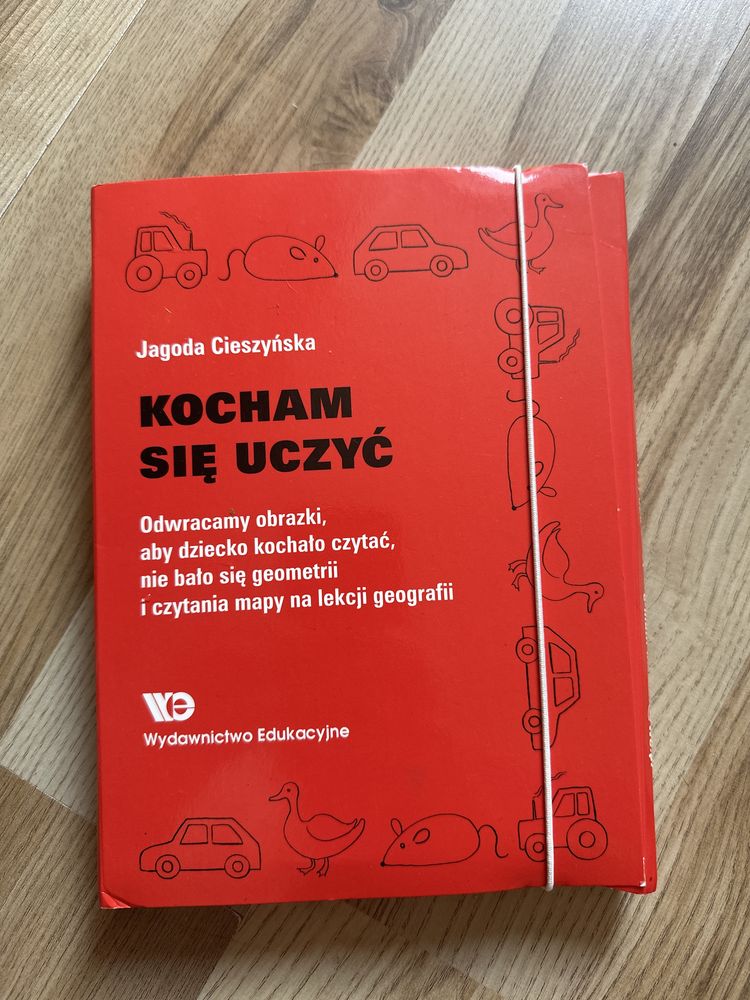 Jagoda Cieszyńska
KOCHAM
SIĘ UCZYĆ
Odwracamy obrazki,
aby dziecko kochało czytać,
nie bało się geometrii
i czytania mapy na lekcji geografii
we
Wydawnictwo Edukacyjne